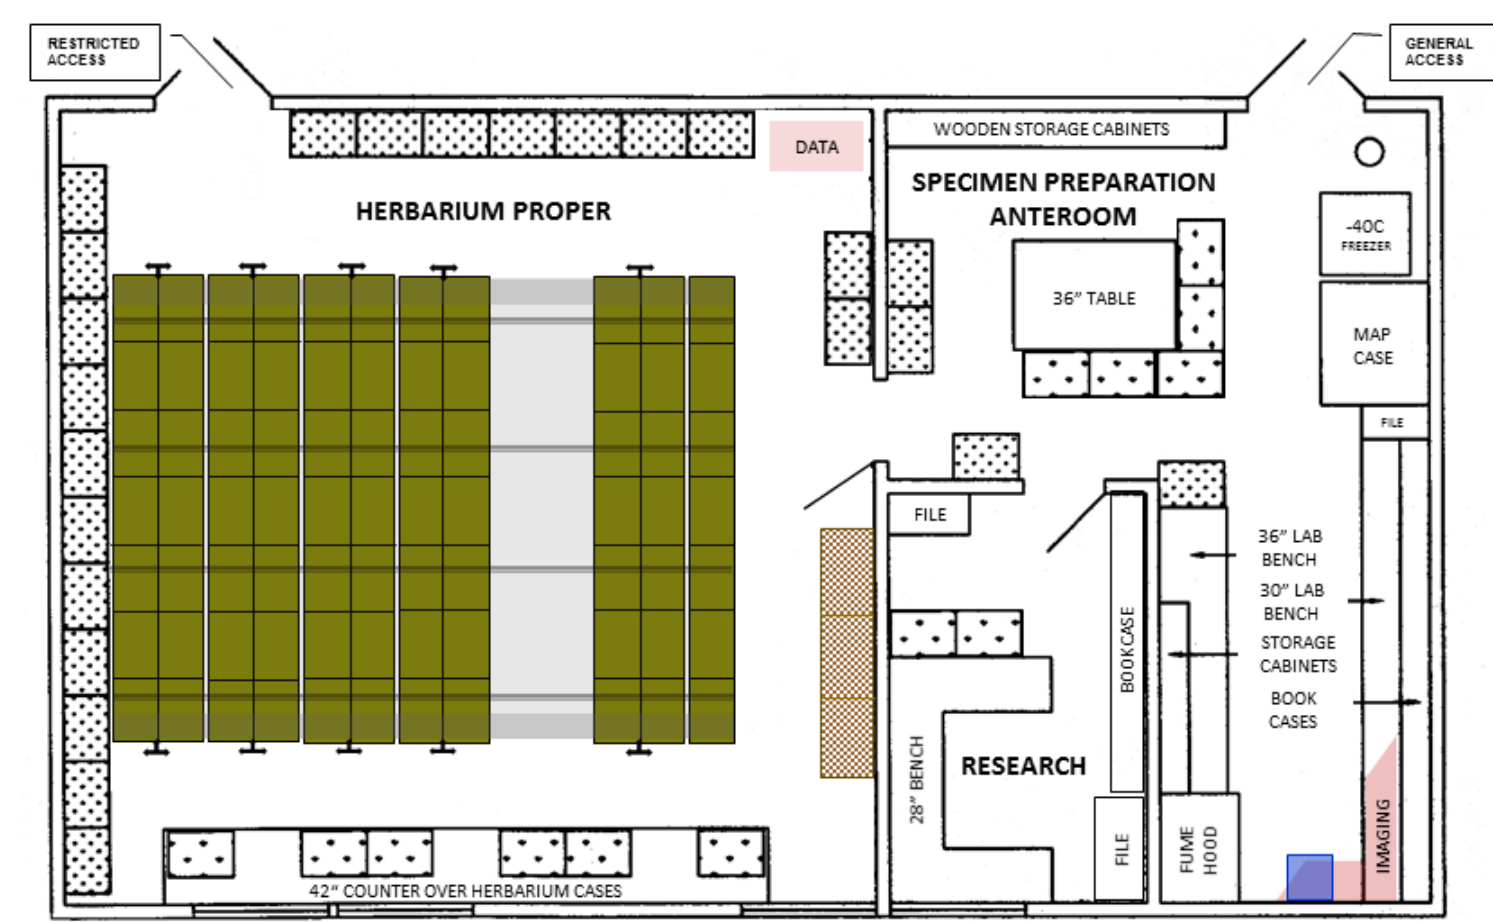 RESTRICTED
ACCESS
GENERAL
ACCESS
WOODEN STORAGE CABINETS
DATA
SPECIMEN PREPARATION
ANTEROOM
HERBARIUM PROPER
-40C
FREEZER
36” TABLE
MAP
CASE
FILE
FILE
36” LAB
BENCH
30” LAB
BENCH
STORAGE
CABINETS
BOOK
CASES
BOOKCASE
RESEARCH
28” BENCH
FILE
FUME
HOOD
IMAGING
42” COUNTER OVER HERBARIUM CASES